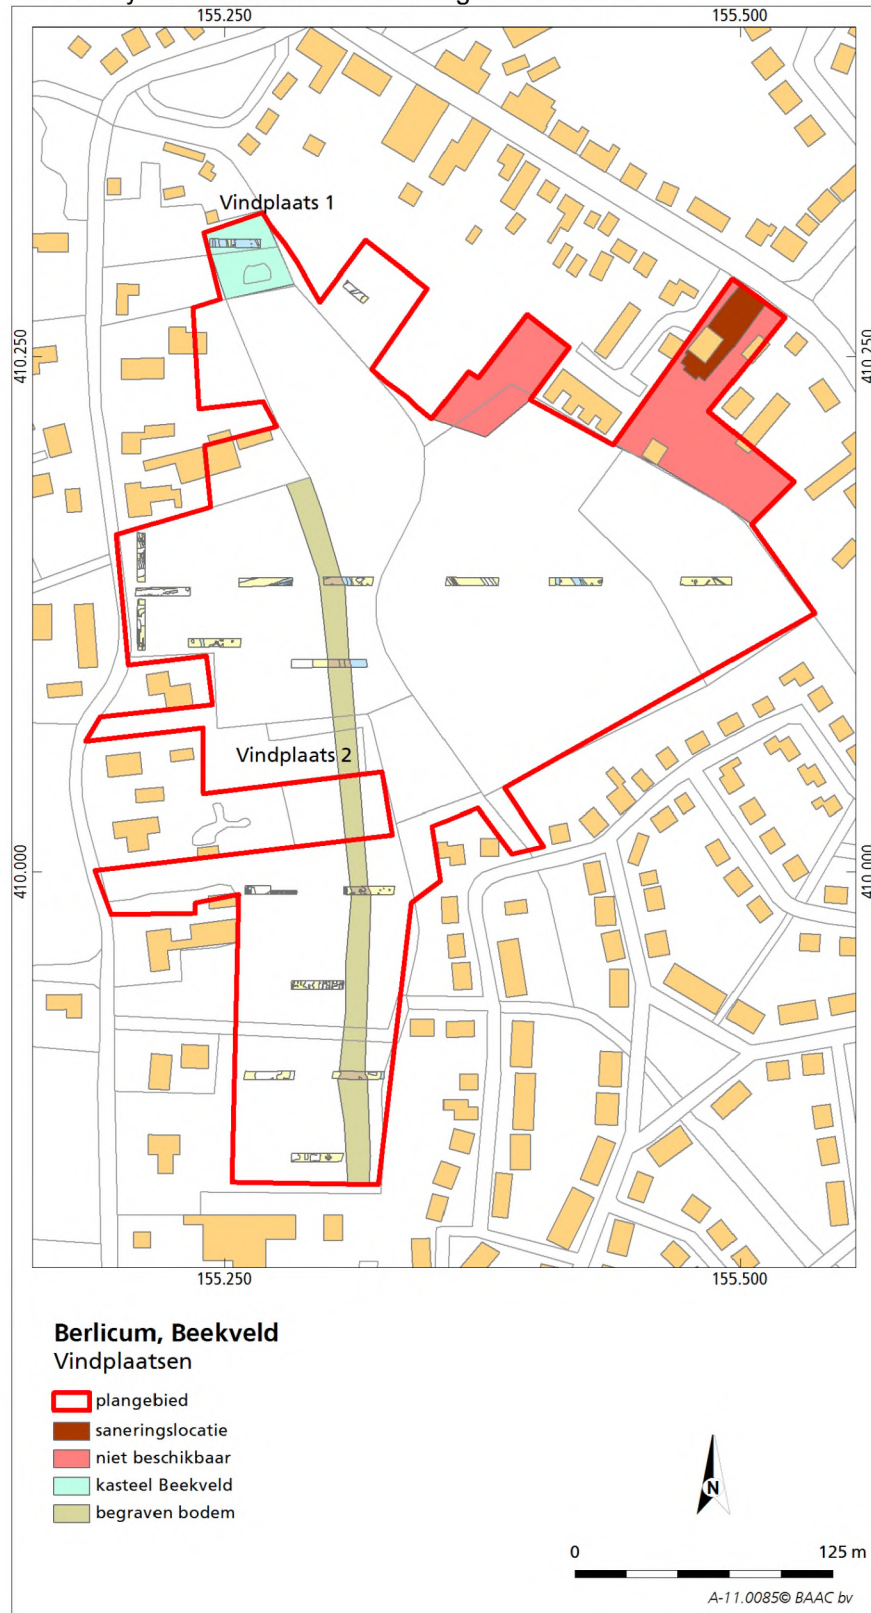 155.250 155.500
Vindplaats 1
410.250 410.250
Vindplaats 2
410.000 410.000
155.250 155.500
Berlicum, Beekveld
Vindplaatsen
plangebied
saneringslocatie
niet beschikbaar
kasteel Beekveld
begraven bodem
N
0 125 m
A-11.0085© BAAC bv